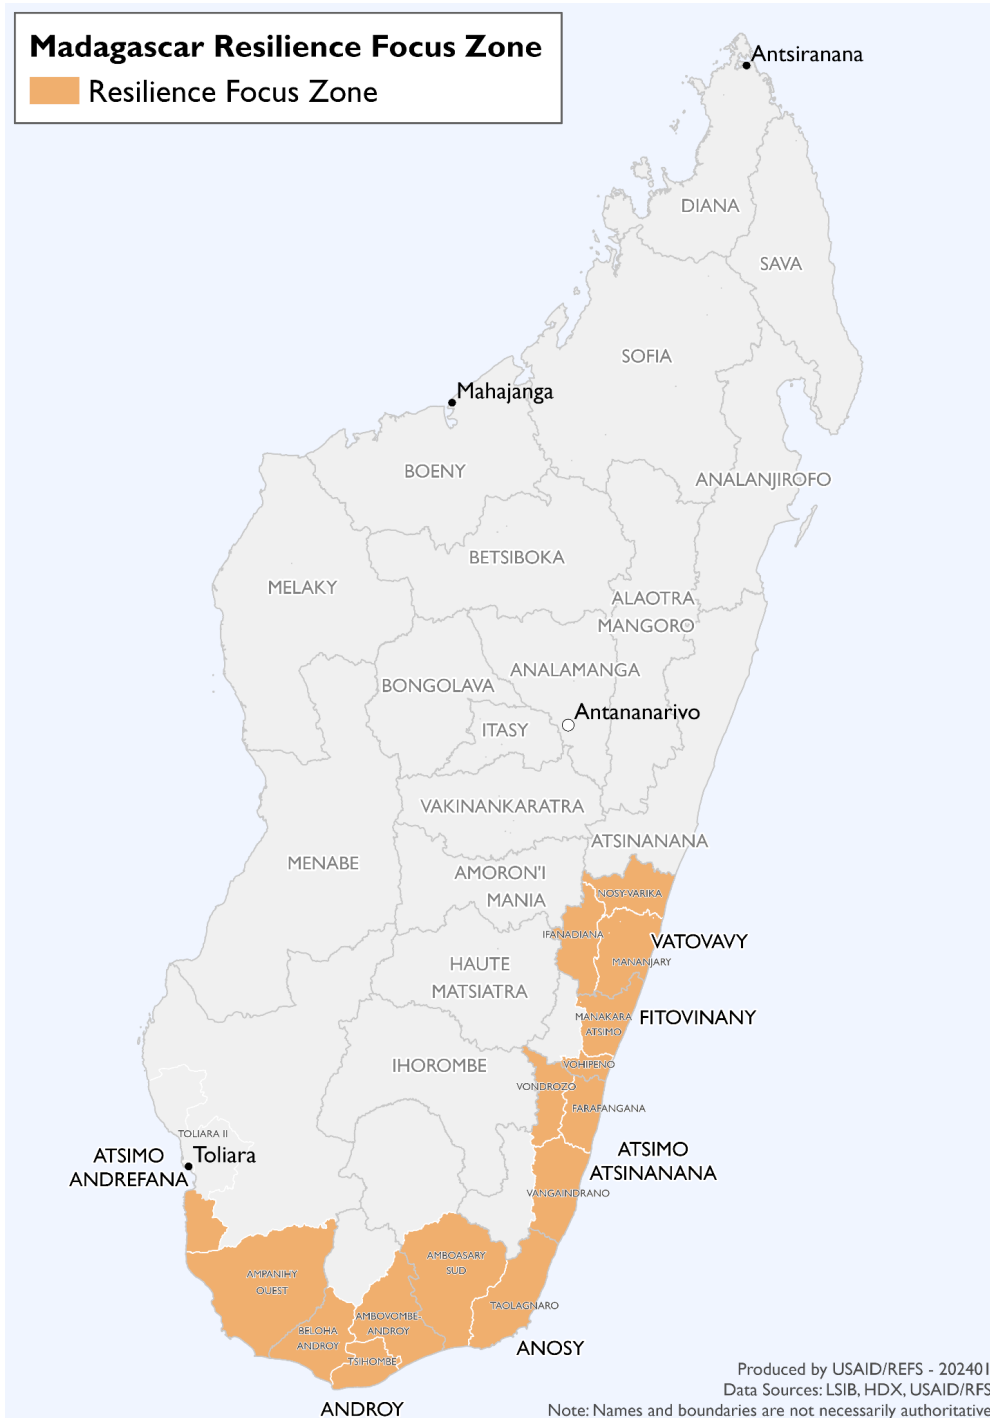 Madagascar Resilience Focus Zone
Resilience Focus Zone
Antsiranana
DIANA
SAVA
SOFIA
Mahajanga
BOENY
ANALANJIROFO
BETSIBOKA
MELAKY
ALAOTRA
MANGORO
ANALAMANGA
BONGOLAVA
Antananarivo
ITASY
VAKINANKARATRA
ATSINANANA
MENABE
AMORON'I
MANIA
NOSY-VARIKA
IFANADIANA
VATOVAVY
MANANJARY
HAUTE
MATSIATRA
MANAKARA
ATSIMO
FITOVINANY
IHOROMBE
VOHIPENO
VONDROZO
FARAFANGANA
TOLIARA II
ATSIMO
ANDREFANA
Toliara
ATSIMO
ATSINANANA
VANGAINDRANO
AMBOASARY
SUD
AMPANIHY
OUEST
TAOLAGNARO
AMBOVOMBE-
ANDROY
BELOHA
ANDROY
TSIHOMBE
ANOSY
ANDROY
Produced by USAID/REFS - 202401
Data Sources: LSIB, HDX, USAID/RFS
Note: Names and boundaries are not necessarily authoritative